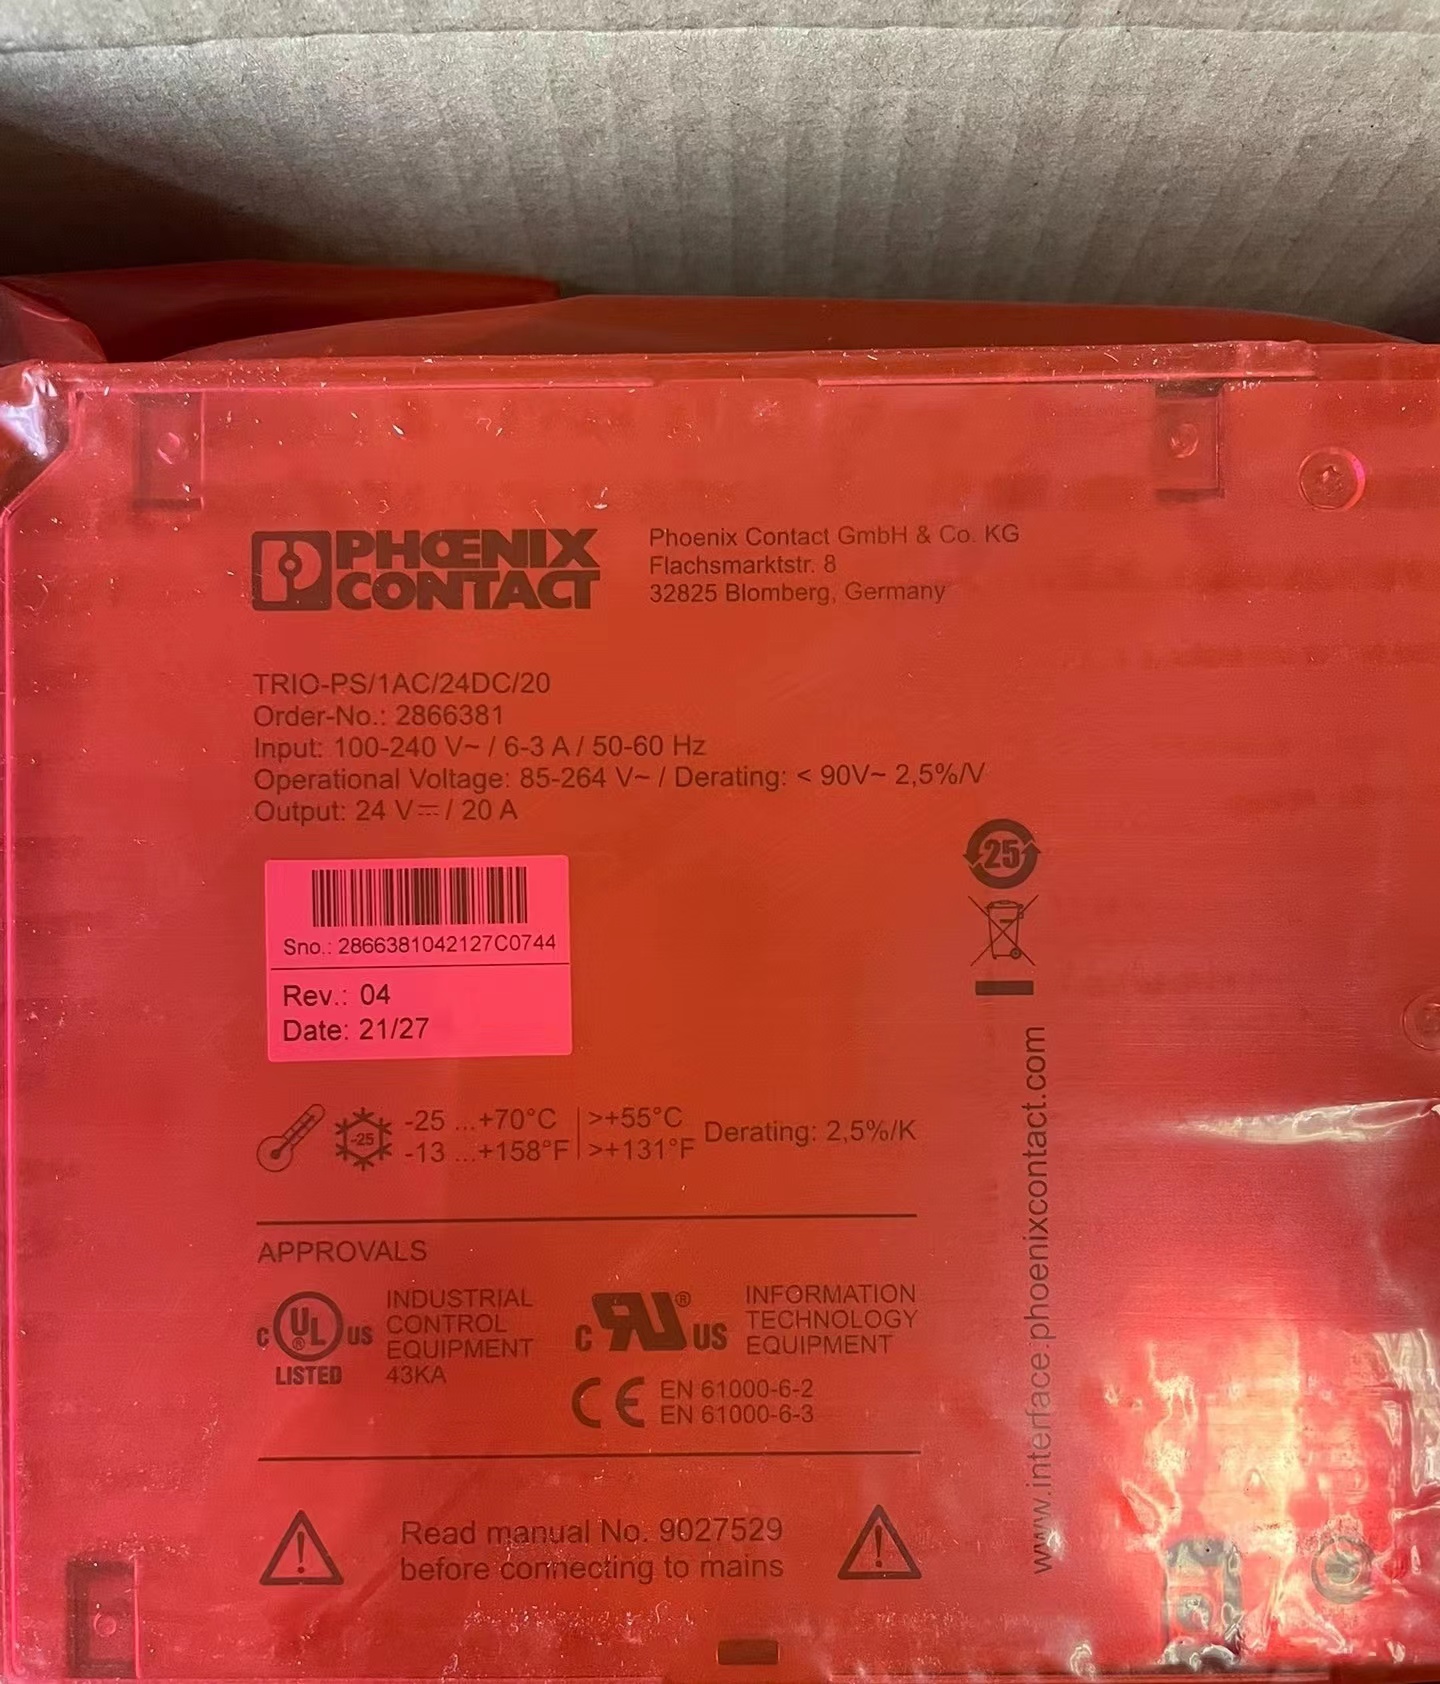 PHŒNIX
CONTACT
Phoenix Contact GmbH & Co. KG
Flachsmarktstr. 8
32825 Blomberg, Germany
TRIO-PS/1AC/24DC/20
Order-No.: 2866381
Input: 100-240 V~ / 6-3 A / 50-60 Hz
Operational Voltage: 85-264 V~ / Derating: < 90V~ 2,5%/V
Output: 24 V⎓ / 20 A
25
Sno.: 2866381042127C0744
Rev.: 04
Date: 21/27
-25
-25 ...+70°C >+55°C
-13 ...+158°F >+131°F
Derating: 2,5%/K
www.interface.phoenixcontact.com
APPROVALS
C UL ® US
LISTED
INDUSTRIAL
CONTROL
EQUIPMENT
43KA
C RU ® US
INFORMATION
TECHNOLOGY
EQUIPMENT
CE
EN 61000-6-2
EN 61000-6-3
! Read manual No. 9027529 !
before connecting to mains